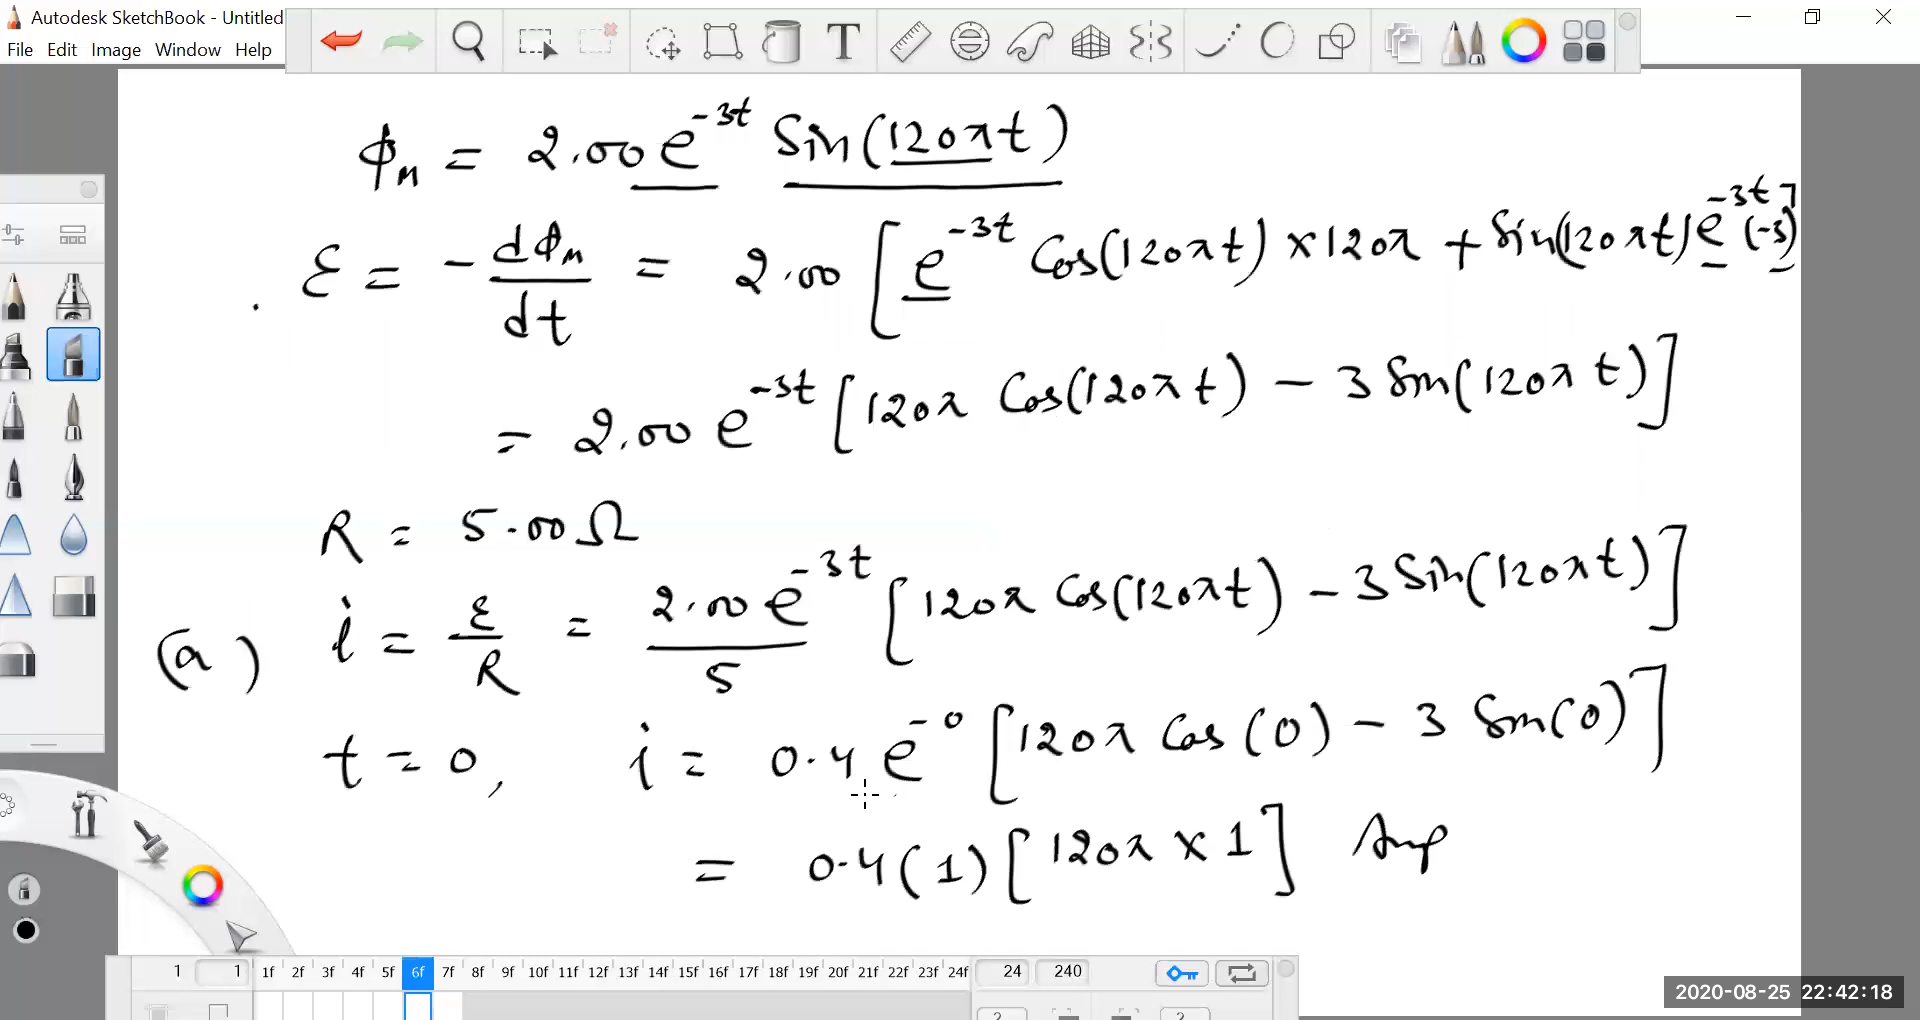 Autodesk SketchBook - Untitled
File Edit Image Window Help
T
ϕm = 2.00 e^-3t Sin(120πt)
ε = - dϕm/dt = 2.00 [e^-3t Cos(120πt) × 120π + Sin(120πt) e^-3t (-3)]
= 2.00 e^-3t [120π Cos(120πt) - 3 Sin(120πt)]
R = 5.00 Ω
(a) i = ε/R = 2.00 e^-3t / 5 [120π Cos(120πt) - 3 Sin(120πt)]
t = 0, i = 0.4 e^-0 [120π Cos(0) - 3 Sin(0)]
= 0.4(1) [120π × 1] Amp
1 1 1f 2f 3f 4f 5f 6f 7f 8f 9f 10f 11f 12f 13f 14f 15f 16f 17f 18f 19f 20f 21f 22f 23f 24f 24 240
2020-08-25 22:42:18